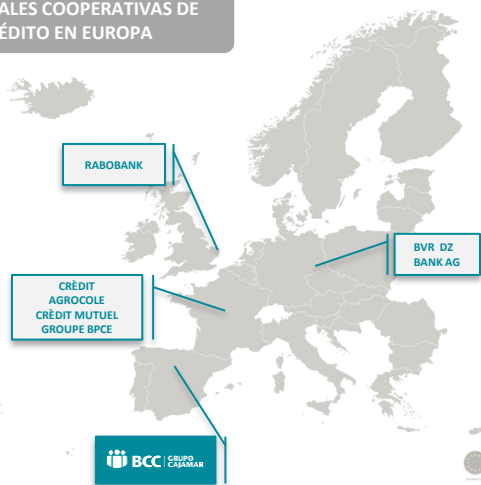 ALES COOPERATIVAS DE
ÉDITO EN EUROPA
RABOBANK
BVR DZ
BANK AG
CRÈDIT
AGROCOLE
CRÈDIT MUTUEL
GROUPE BPCE
BCC GRUPO
CAJAMAR